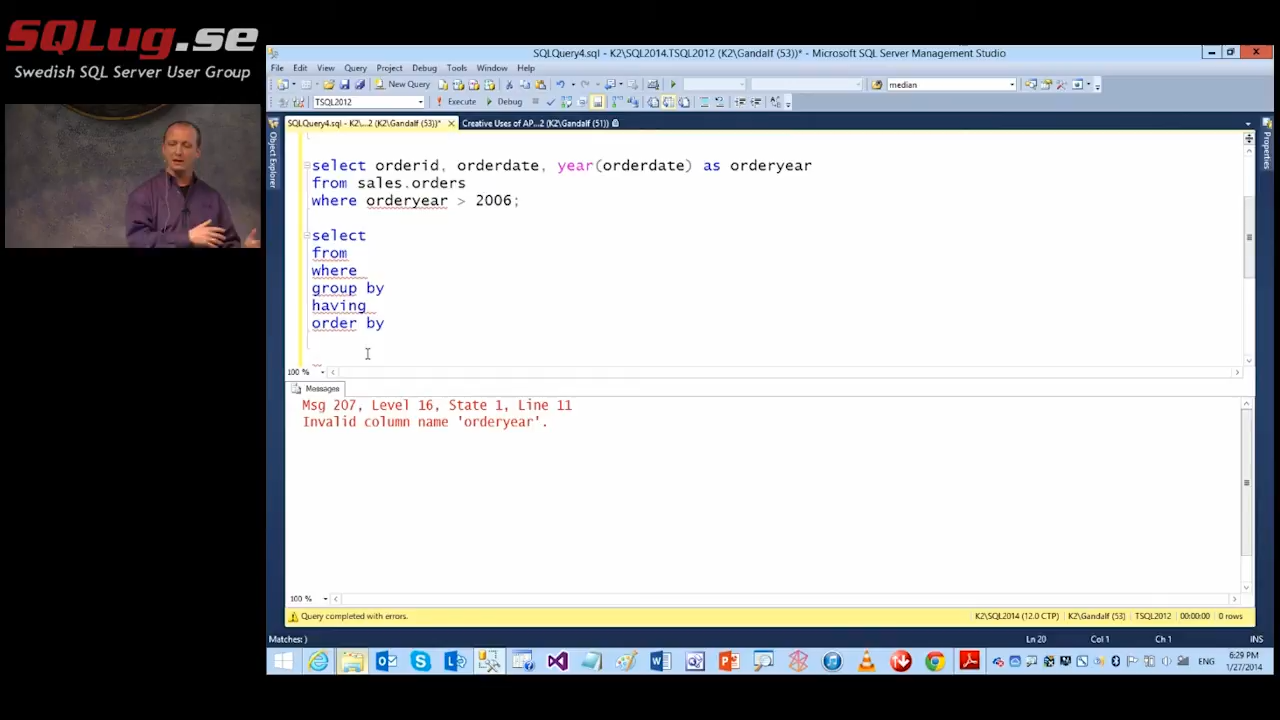 SQLug.se
Swedish SQL Server User Group
SQLQuery4.sql - K2\SQL2014.TSQL2012 (K2\Gandalf (53))* - Microsoft SQL Server Management Studio
File Edit View Query Project Debug Tools Window Help
New Query
median
TSQL2012
Execute
Debug
SQLQuery4.sql - K2\...2 (K2\Gandalf (53))*
Creative Uses of AP...2 (K2\Gandalf (51))
Object Explorer
Properties
select orderid, orderdate, year(orderdate) as orderyear
from sales.orders
where orderyear > 2006;
select
from
where
group by
having
order by
100 %
Messages
Msg 207, Level 16, State 1, Line 11
Invalid column name 'orderyear'.
100 %
Query completed with errors.
K2\SQL2014 (12.0 CTP)
K2\Gandalf (53)
TSQL2012
00:00:00
0 rows
Matches: )
Ln 20
Col 1
Ch 1
INS
ENG
6:29 PM
1/27/2014